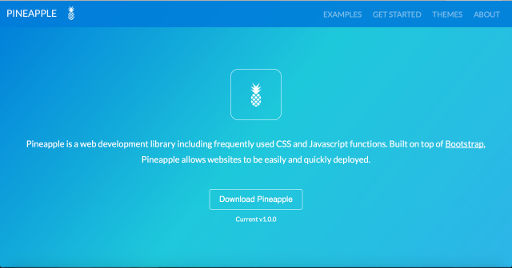 PINEAPPLE
EXAMPLES GET STARTED THEMES ABOUT
Pineapple is a web development library including frequently used CSS and Javascript functions. Built on top of Bootstrap,
Pineapple allows websites to be easily and quickly deployed.
Download Pineapple
Current v1.0.0